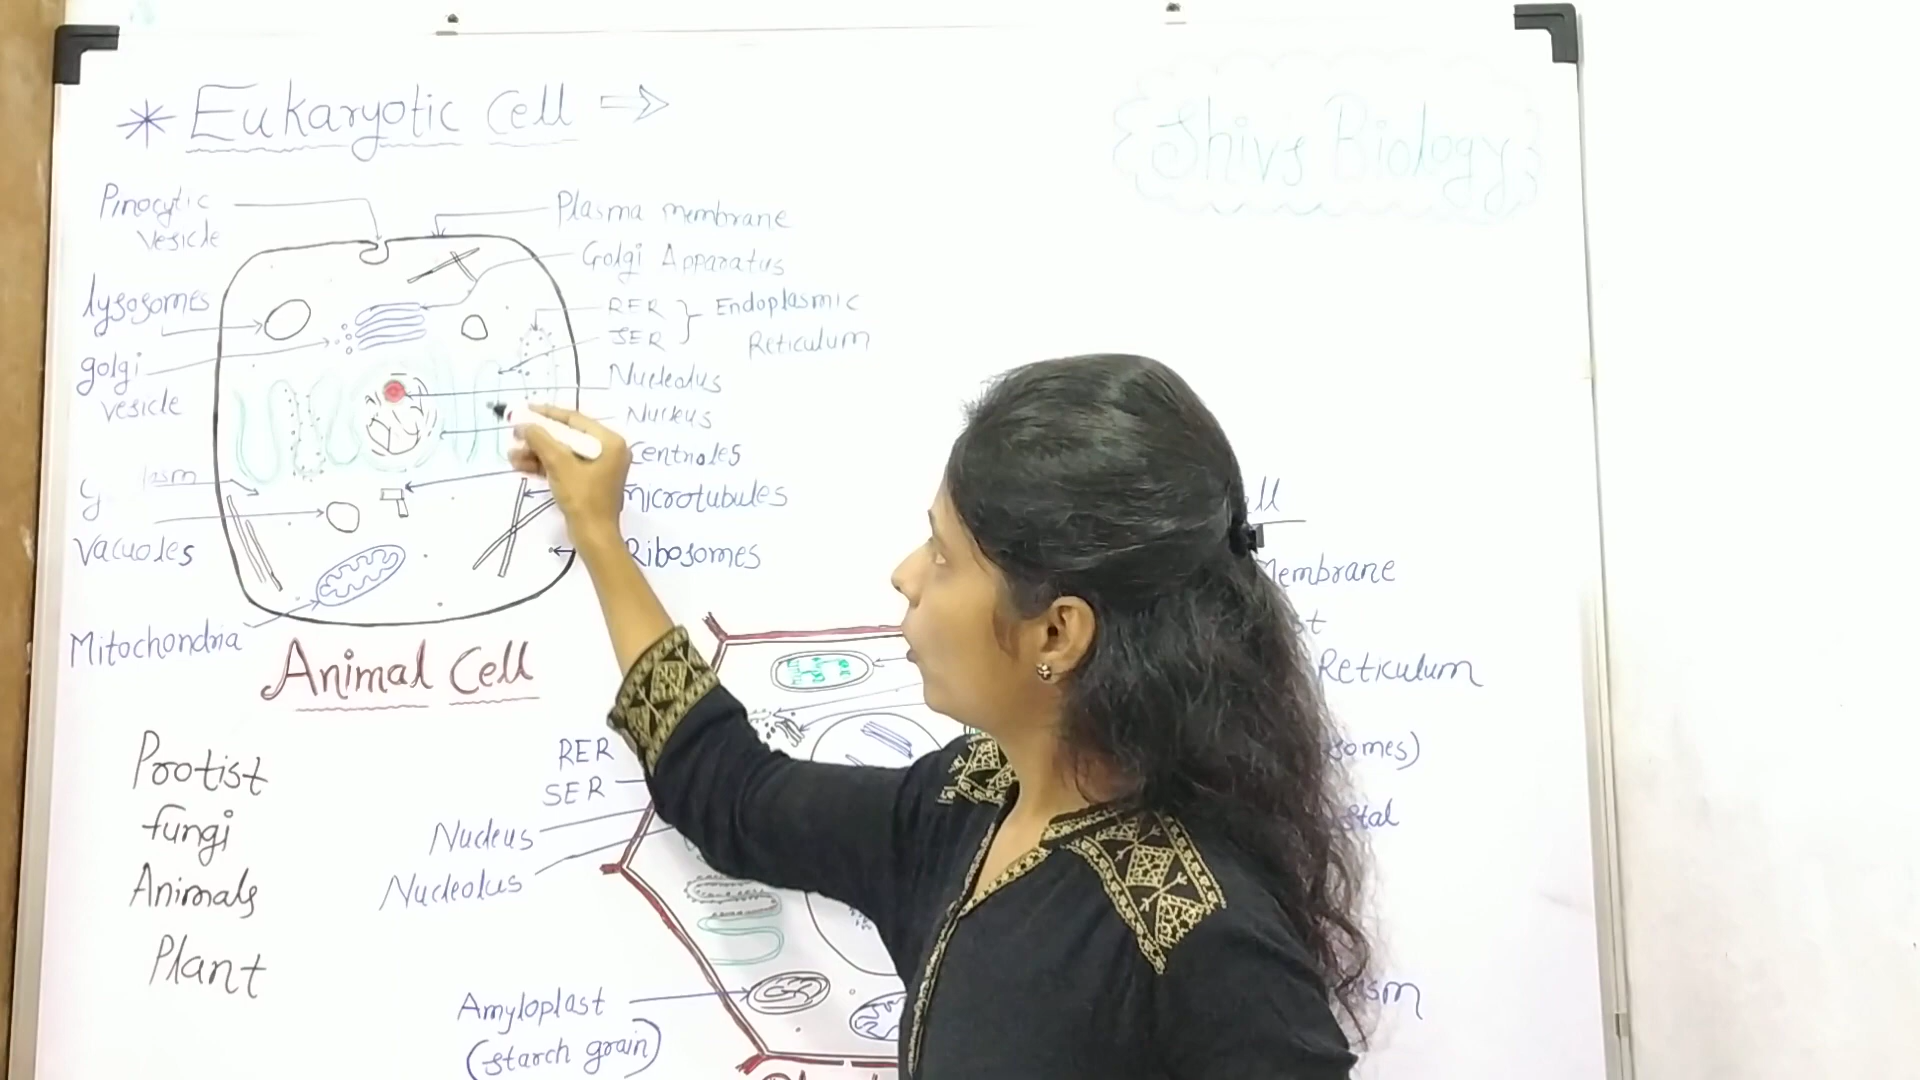 * Eukaryotic Cell ⇒
Shiv's Biology
Pinocytic
vesicle
Plasma membrane
Golgi Apparatus
Lysosomes
RER } Endoplasmic
SER } Reticulum
golgi
vesicle
Nucleolus
Nucleus
Centrioles
Microtubules
Vacuoles
Ribosomes
Mitochondria
Animal Cell
Protist
fungi
Animals
Plant
RER
SER
Nucleus
Nucleolus
Amyloplast
(starch grain)
Membrane
Reticulum